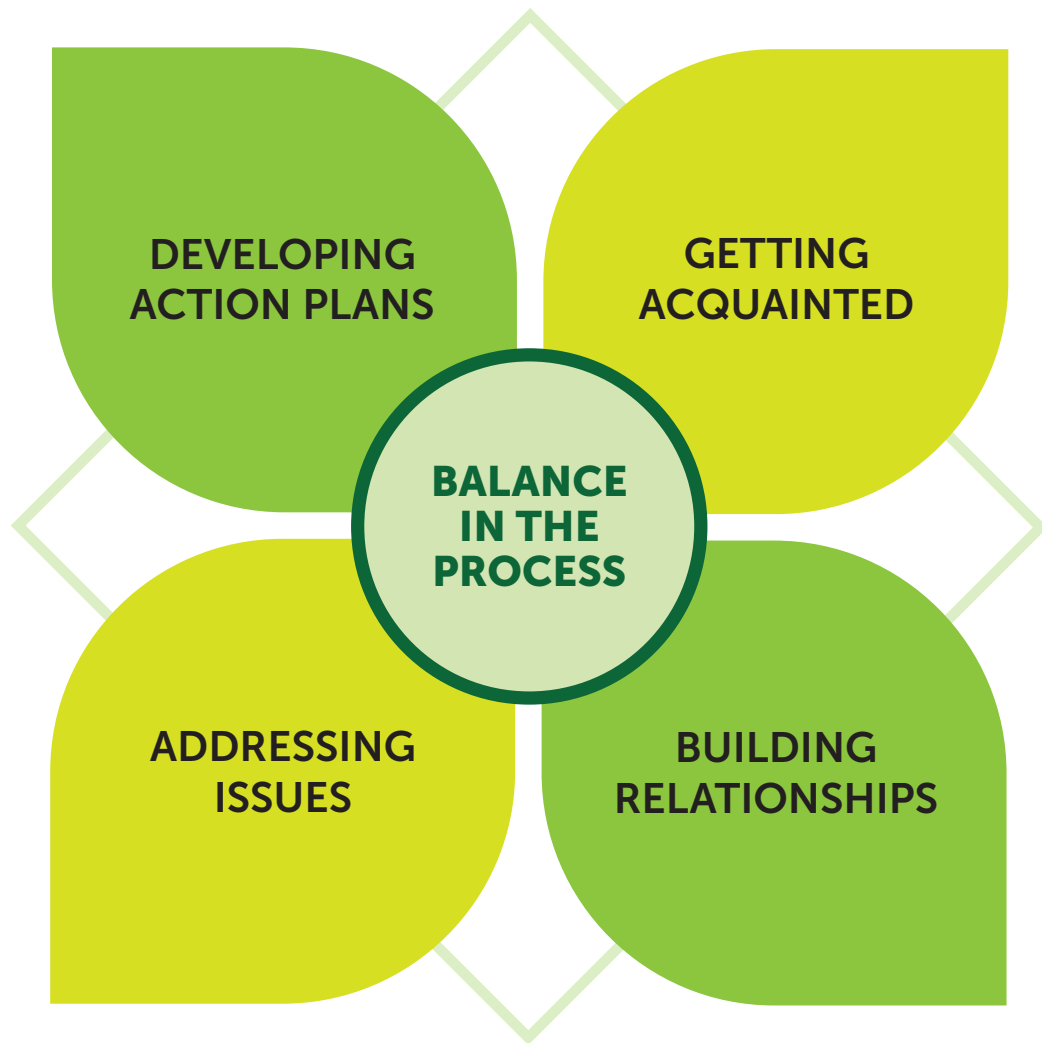 DEVELOPING
ACTION PLANS
GETTING
ACQUAINTED
BALANCE
IN THE
PROCESS
ADDRESSING
ISSUES
BUILDING
RELATIONSHIPS